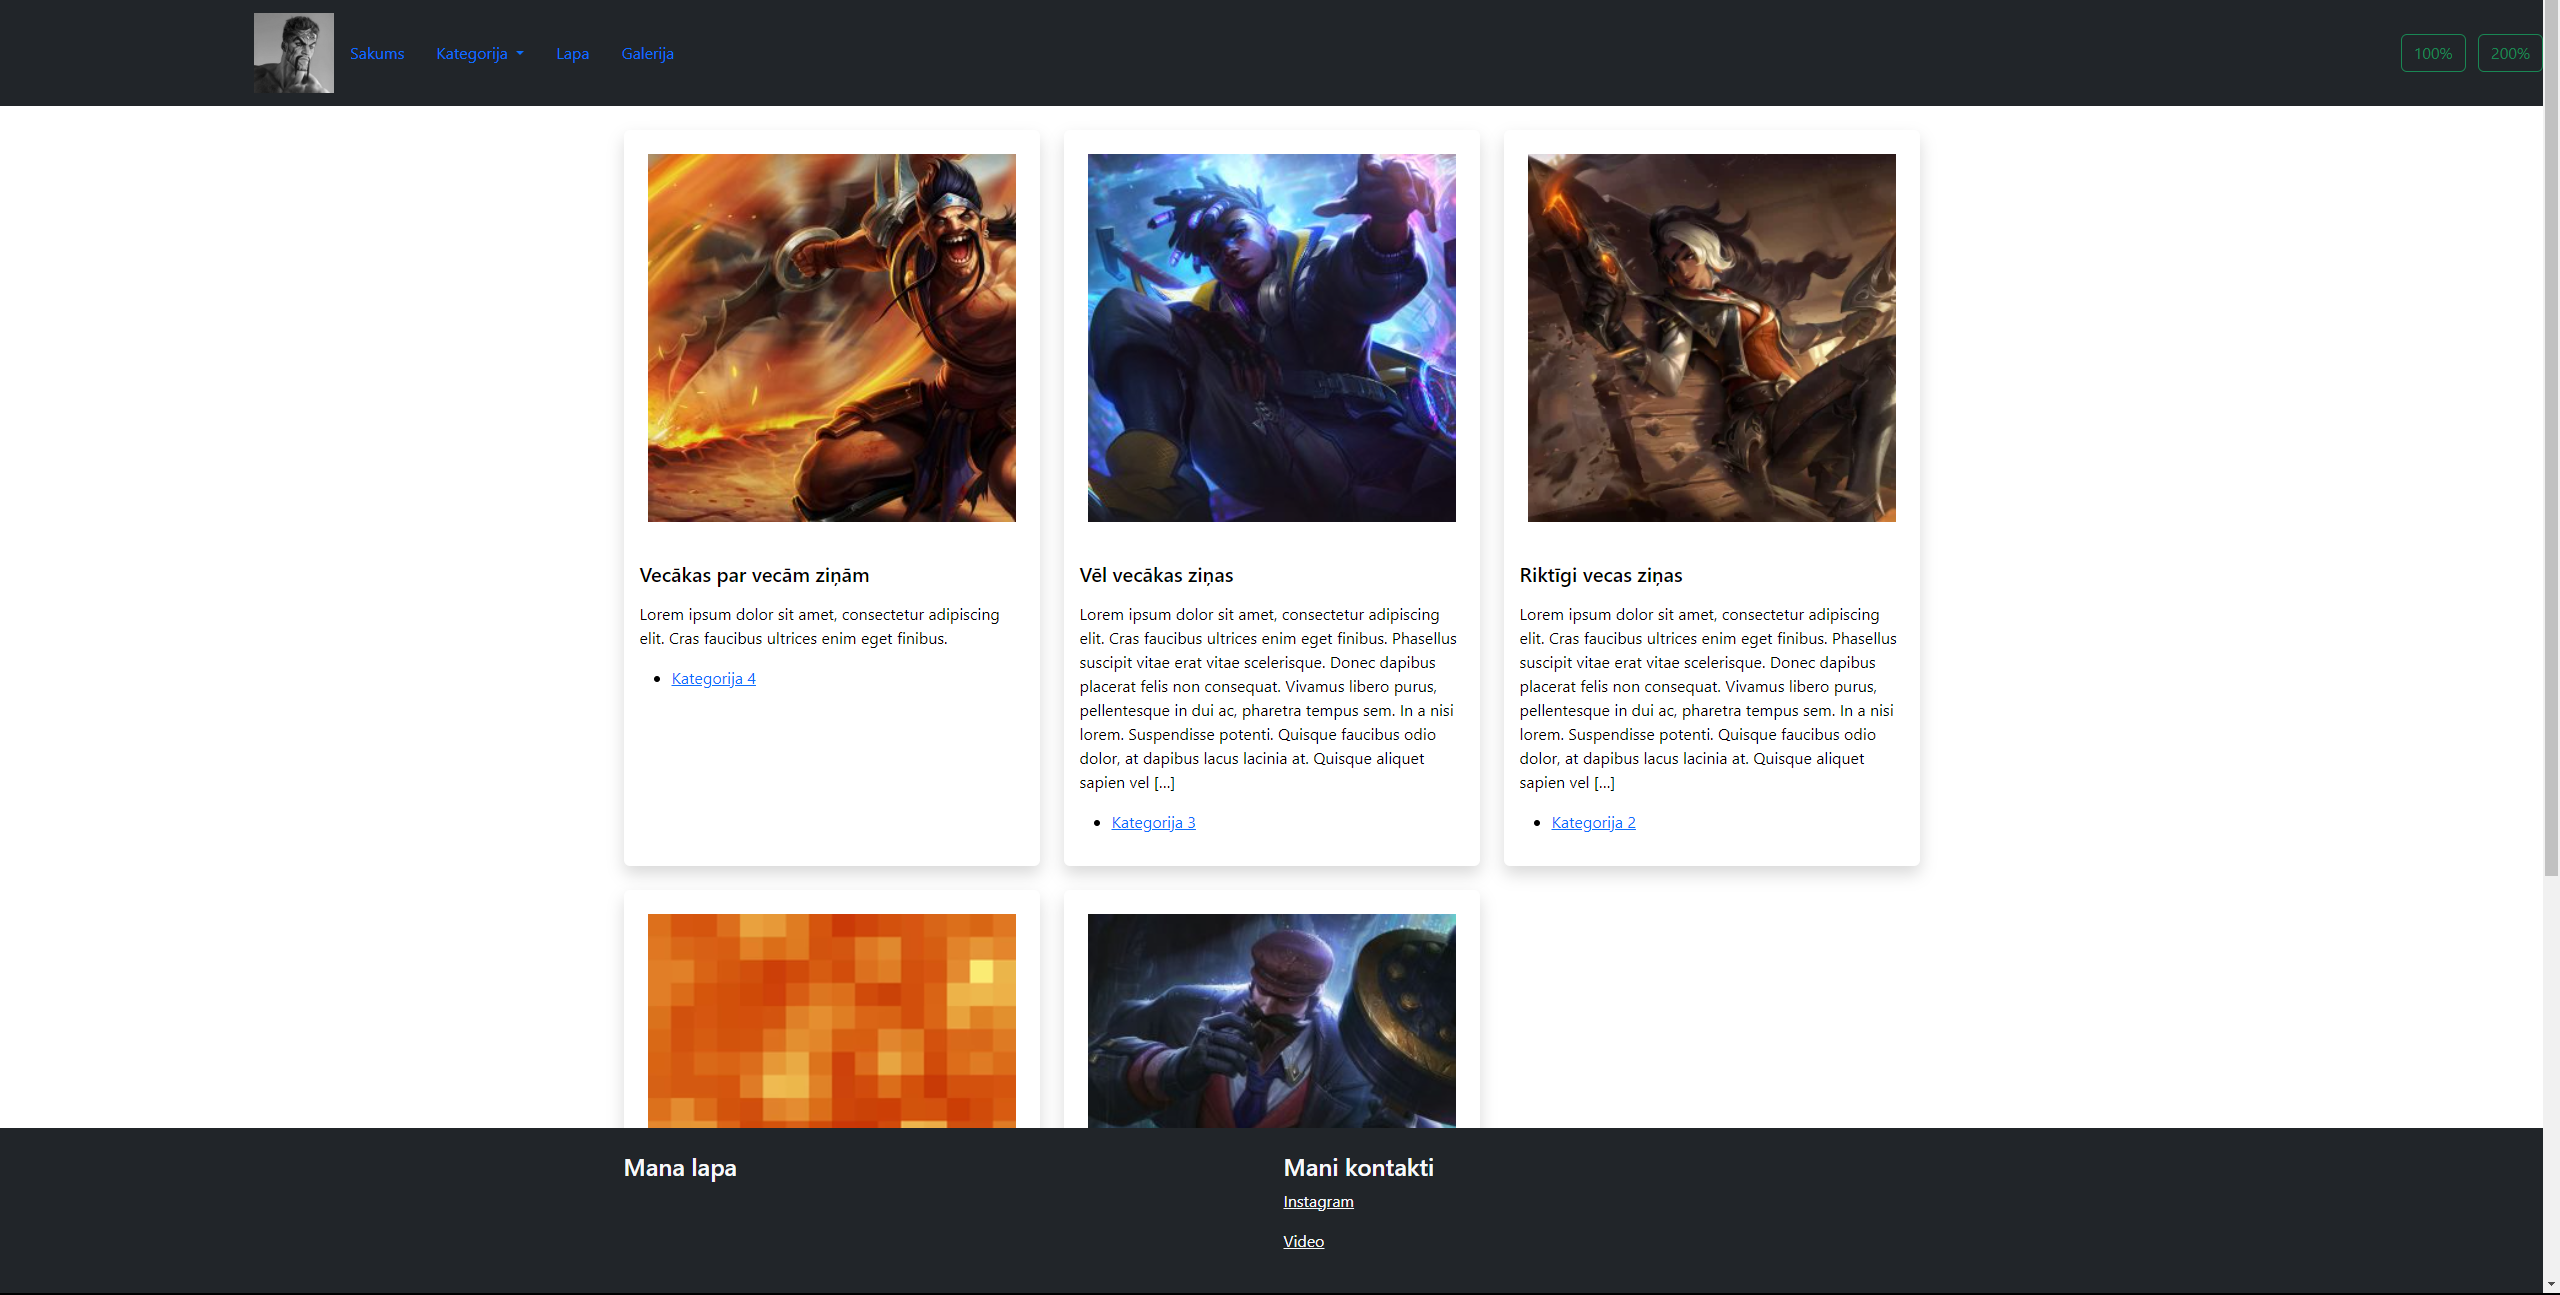 Sakums Kategorija Lapa Galerija 100% 200%
Vecākas par vecām ziņām
Lorem ipsum dolor sit amet, consectetur adipiscing
elit. Cras faucibus ultrices enim eget finibus.
Kategorija 4
Vēl vecākas ziņas
Lorem ipsum dolor sit amet, consectetur adipiscing
elit. Cras faucibus ultrices enim eget finibus. Phasellus
suscipit vitae erat vitae scelerisque. Donec dapibus
placerat felis non consequat. Vivamus libero purus,
pellentesque in dui ac, pharetra tempus sem. In a nisi
lorem. Suspendisse potenti. Quisque faucibus odio
dolor, at dapibus lacus lacinia at. Quisque aliquet
sapien vel [...]
Kategorija 3
Riktīgi vecas ziņas
Lorem ipsum dolor sit amet, consectetur adipiscing
elit. Cras faucibus ultrices enim eget finibus. Phasellus
suscipit vitae erat vitae scelerisque. Donec dapibus
placerat felis non consequat. Vivamus libero purus,
pellentesque in dui ac, pharetra tempus sem. In a nisi
lorem. Suspendisse potenti. Quisque faucibus odio
dolor, at dapibus lacus lacinia at. Quisque aliquet
sapien vel [...]
Kategorija 2
Mana lapa
Mani kontakti
Instagram
Video